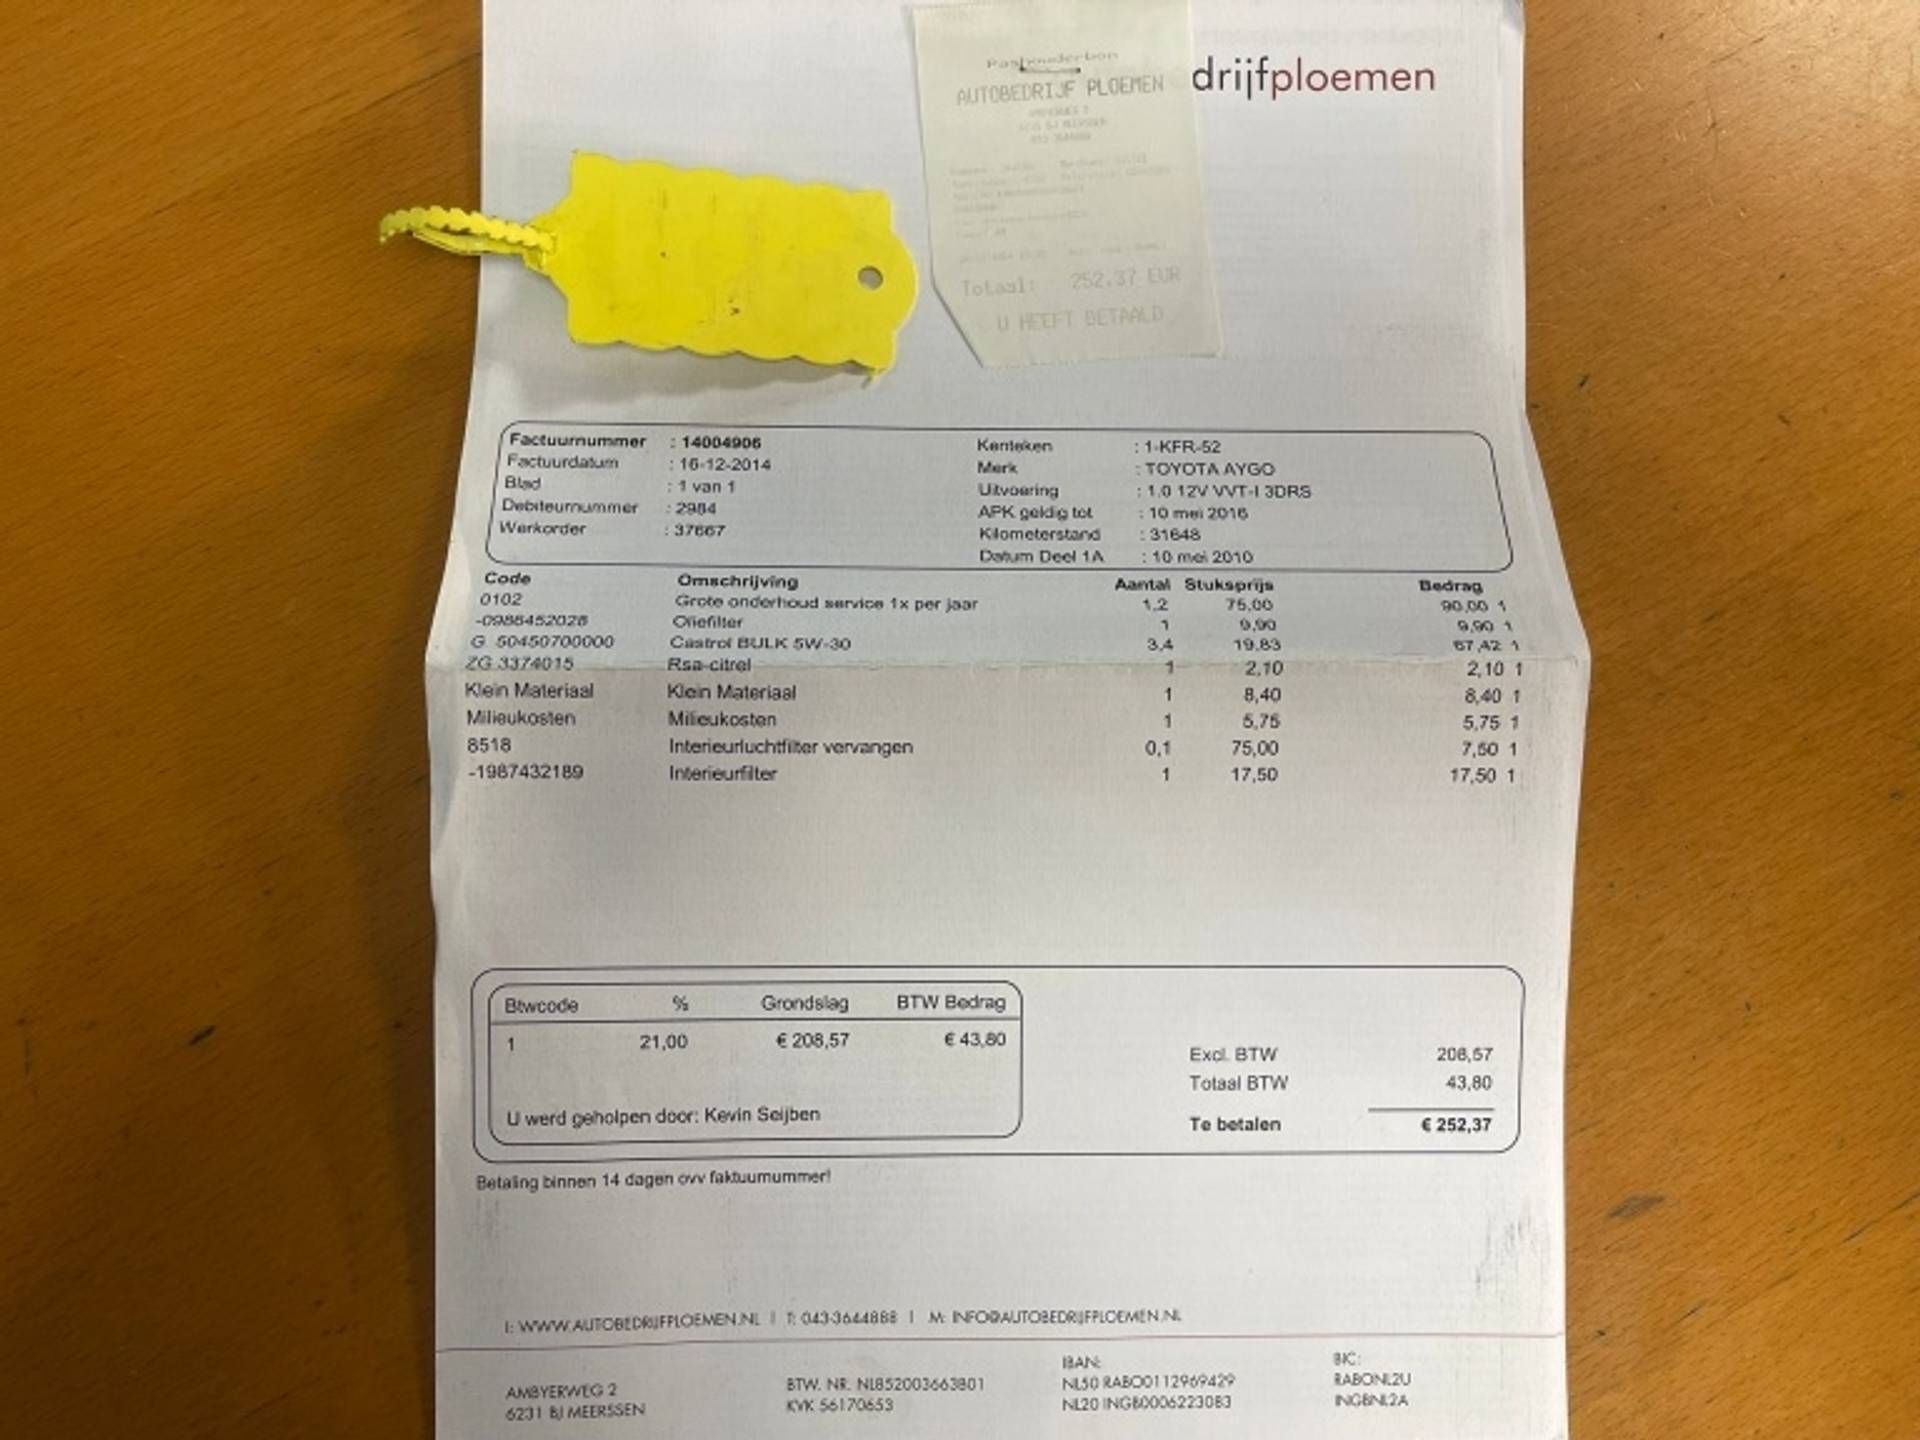 Pashouderbon
AUTOBEDRIJF PLOEMEN
drijfploemen
Totaal: 252,37 EUR
U HEEFT BETAALD
Factuurnummer : 14004906
Factuurdatum : 16-12-2014
Blad : 1 van 1
Debiteurnummer : 2984
Werkorder : 37667
Kenteken : 1-KFR-52
Merk : TOYOTA AYGO
Uitvoering : 1.0 12V VVT-I 3DRS
APK geldig tot : 10 mei 2016
Kilometerstand : 31648
Datum Deel 1A : 10 mei 2010
Code Omschrijving Aantal Stuksprijs Bedrag
0102 Grote onderhoud service 1x per jaar 1,2 75,00 90,00 1
-0986452028 Oliefilter 1 9,90 9,90 1
G 50450700000 Castrol BULK 5W-30 3,4 19,83 67,42 1
ZG 3374015 Rsa-citrel 1 2,10 2,10 1
Klein Materiaal Klein Materiaal 1 8,40 8,40 1
Milieukosten Milieukosten 1 5,75 5,75 1
8518 Interieurluchtfilter vervangen 0,1 75,00 7,50 1
-1987432189 Interieurfilter 1 17,50 17,50 1
Btwcode % Grondslag BTW Bedrag
1 21,00 € 208,57 € 43,80
U werd geholpen door: Kevin Seijben
Excl. BTW 208,57
Totaal BTW 43,80
Te betalen € 252,37
Betaling binnen 14 dagen ovv faktuurnummer!
I: WWW.AUTOBEDRIJFPLOEMEN.NL | T: 043-3644888 | M: INFO@AUTOBEDRIJFPLOEMEN.NL
AMBYERWEG 2
6231 BJ MEERSSEN
BTW. NR. NL852003663B01
KVK 56170653
IBAN:
NL50 RABO0112969429
NL20 INGB0006223083
BIC:
RABONL2U
INGBNL2A